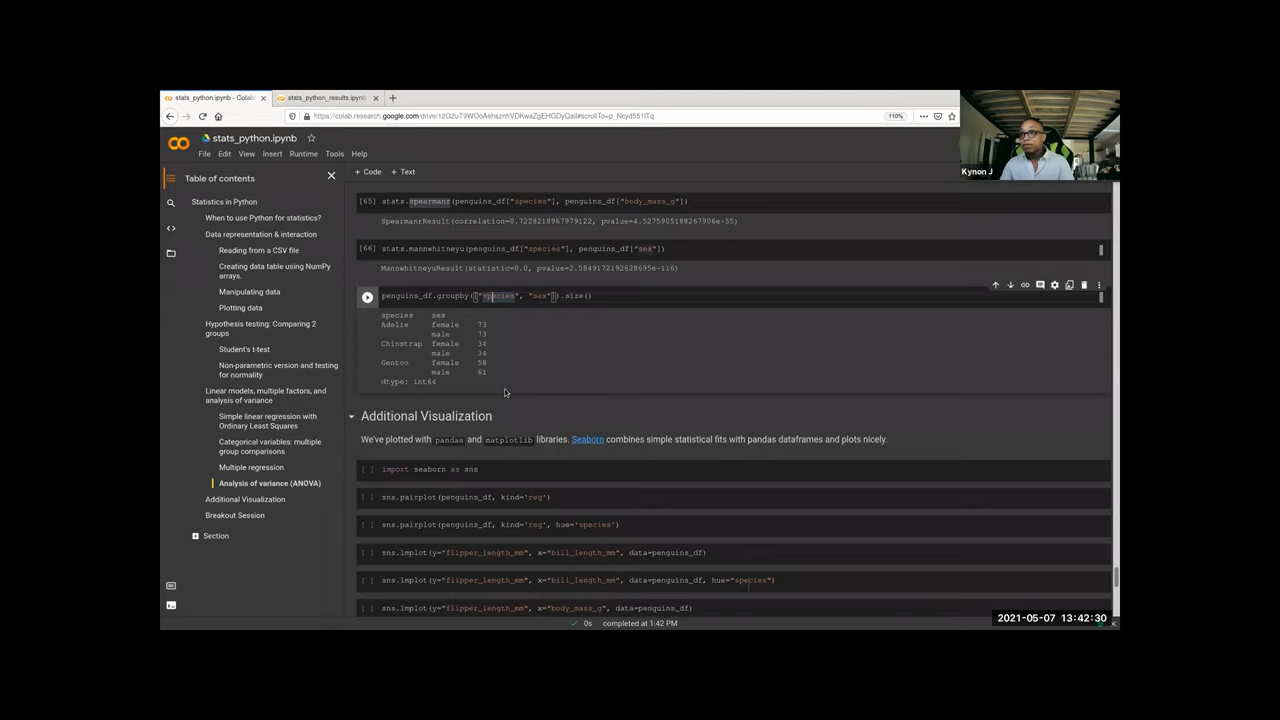 stats_python.ipynb - Colab
stats_python_results.ipynb
110%
stats_python.ipynb
File Edit View Insert Runtime Tools Help
Kynon J
Table of contents
+ Code + Text
Statistics in Python
When to use Python for statistics?
Data representation & interaction
Reading from a CSV file
Creating data table using NumPy
arrays.
Manipulating data
Plotting data
Hypothesis testing: Comparing 2
groups
Student's t-test
Non-parametric version and testing
for normality
Linear models, multiple factors, and
analysis of variance
Simple linear regression with
Ordinary Least Squares
Categorical variables: multiple
group comparisons
Multiple regression
Analysis of variance (ANOVA)
Additional Visualization
Breakout Session
Section
[65] stats.spearmanr(penguins_df["species"], penguins_df["body_mass_g"])
SpearmanrResult(correlation=0.7228218967979122, pvalue=4.5275905188267906e-55)
[66] stats.mannwhitneyu(penguins_df["species"], penguins_df["sex"])
MannwhitneyuResult(statistic=0.0, pvalue=2.5849172192628695e-116)
penguins_df.groupby(["species", "sex"]).size()
species sex
Adelie female 73
male 73
Chinstrap female 34
male 34
Gentoo female 58
male 61
dtype: int64
Additional Visualization
We've plotted with pandas and matplotlib libraries. Seaborn combines simple statistical fits with pandas dataframes and plots nicely.
[ ] import seaborn as sns
[ ] sns.pairplot(penguins_df, kind='reg')
[ ] sns.pairplot(penguins_df, kind='reg', hue='species')
[ ] sns.lmplot(y="flipper_length_mm", x="bill_length_mm", data=penguins_df)
[ ] sns.lmplot(y="flipper_length_mm", x="bill_length_mm", data=penguins_df, hue="species")
[ ] sns.lmplot(y="flipper_length_mm", x="body_mass_g", data=penguins_df)
0s completed at 1:42 PM
2021-05-07 13:42:30